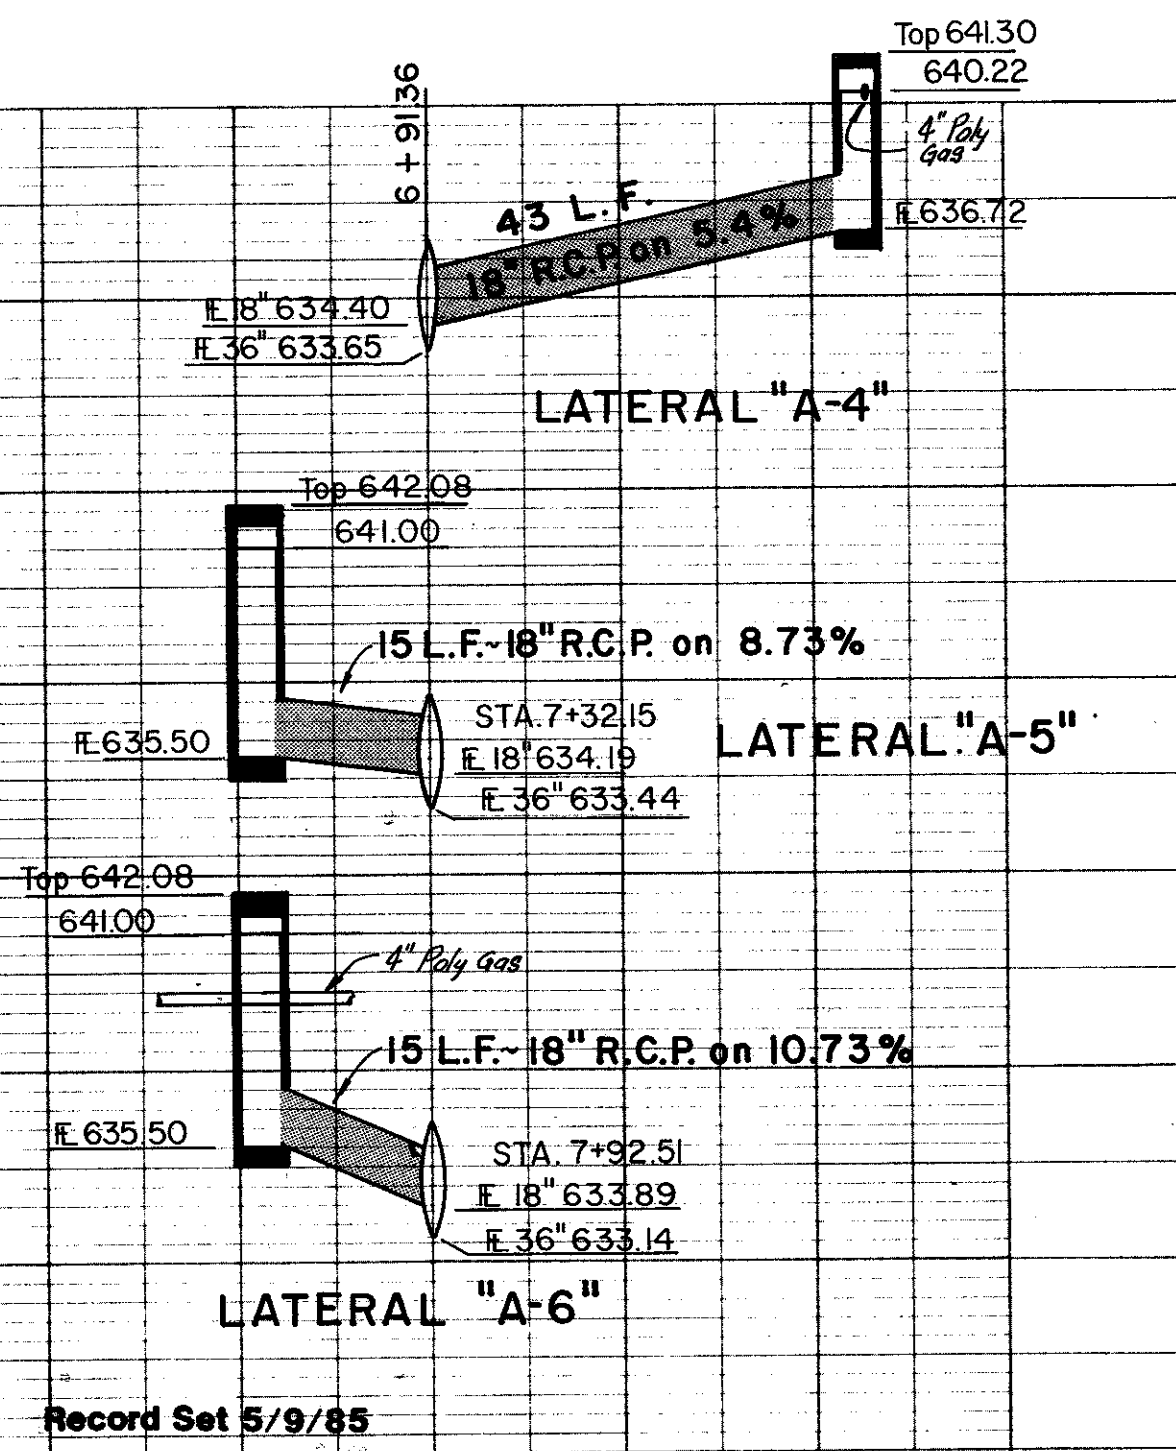 Top 641.30
640.22
6 + 91.36
4" Poly
Gas
43 L.F.
18" R.C.P. on 5.4%
FL 636.72
FL 18" 634.40
FL 36" 633.65
LATERAL "A-4"
Top 642.08
641.00
15 L.F.~18" R.C.P. on 8.73%
STA. 7+32.15
FL 635.50
FL 18" 634.19
FL 36" 633.44
LATERAL "A-5"
Top 642.08
641.00
4" Poly Gas
15 L.F.~18" R.C.P. on 10.73%
FL 635.50
STA. 7+92.51
FL 18" 633.89
FL 36" 633.14
LATERAL "A-6"
Record Set 5/9/85